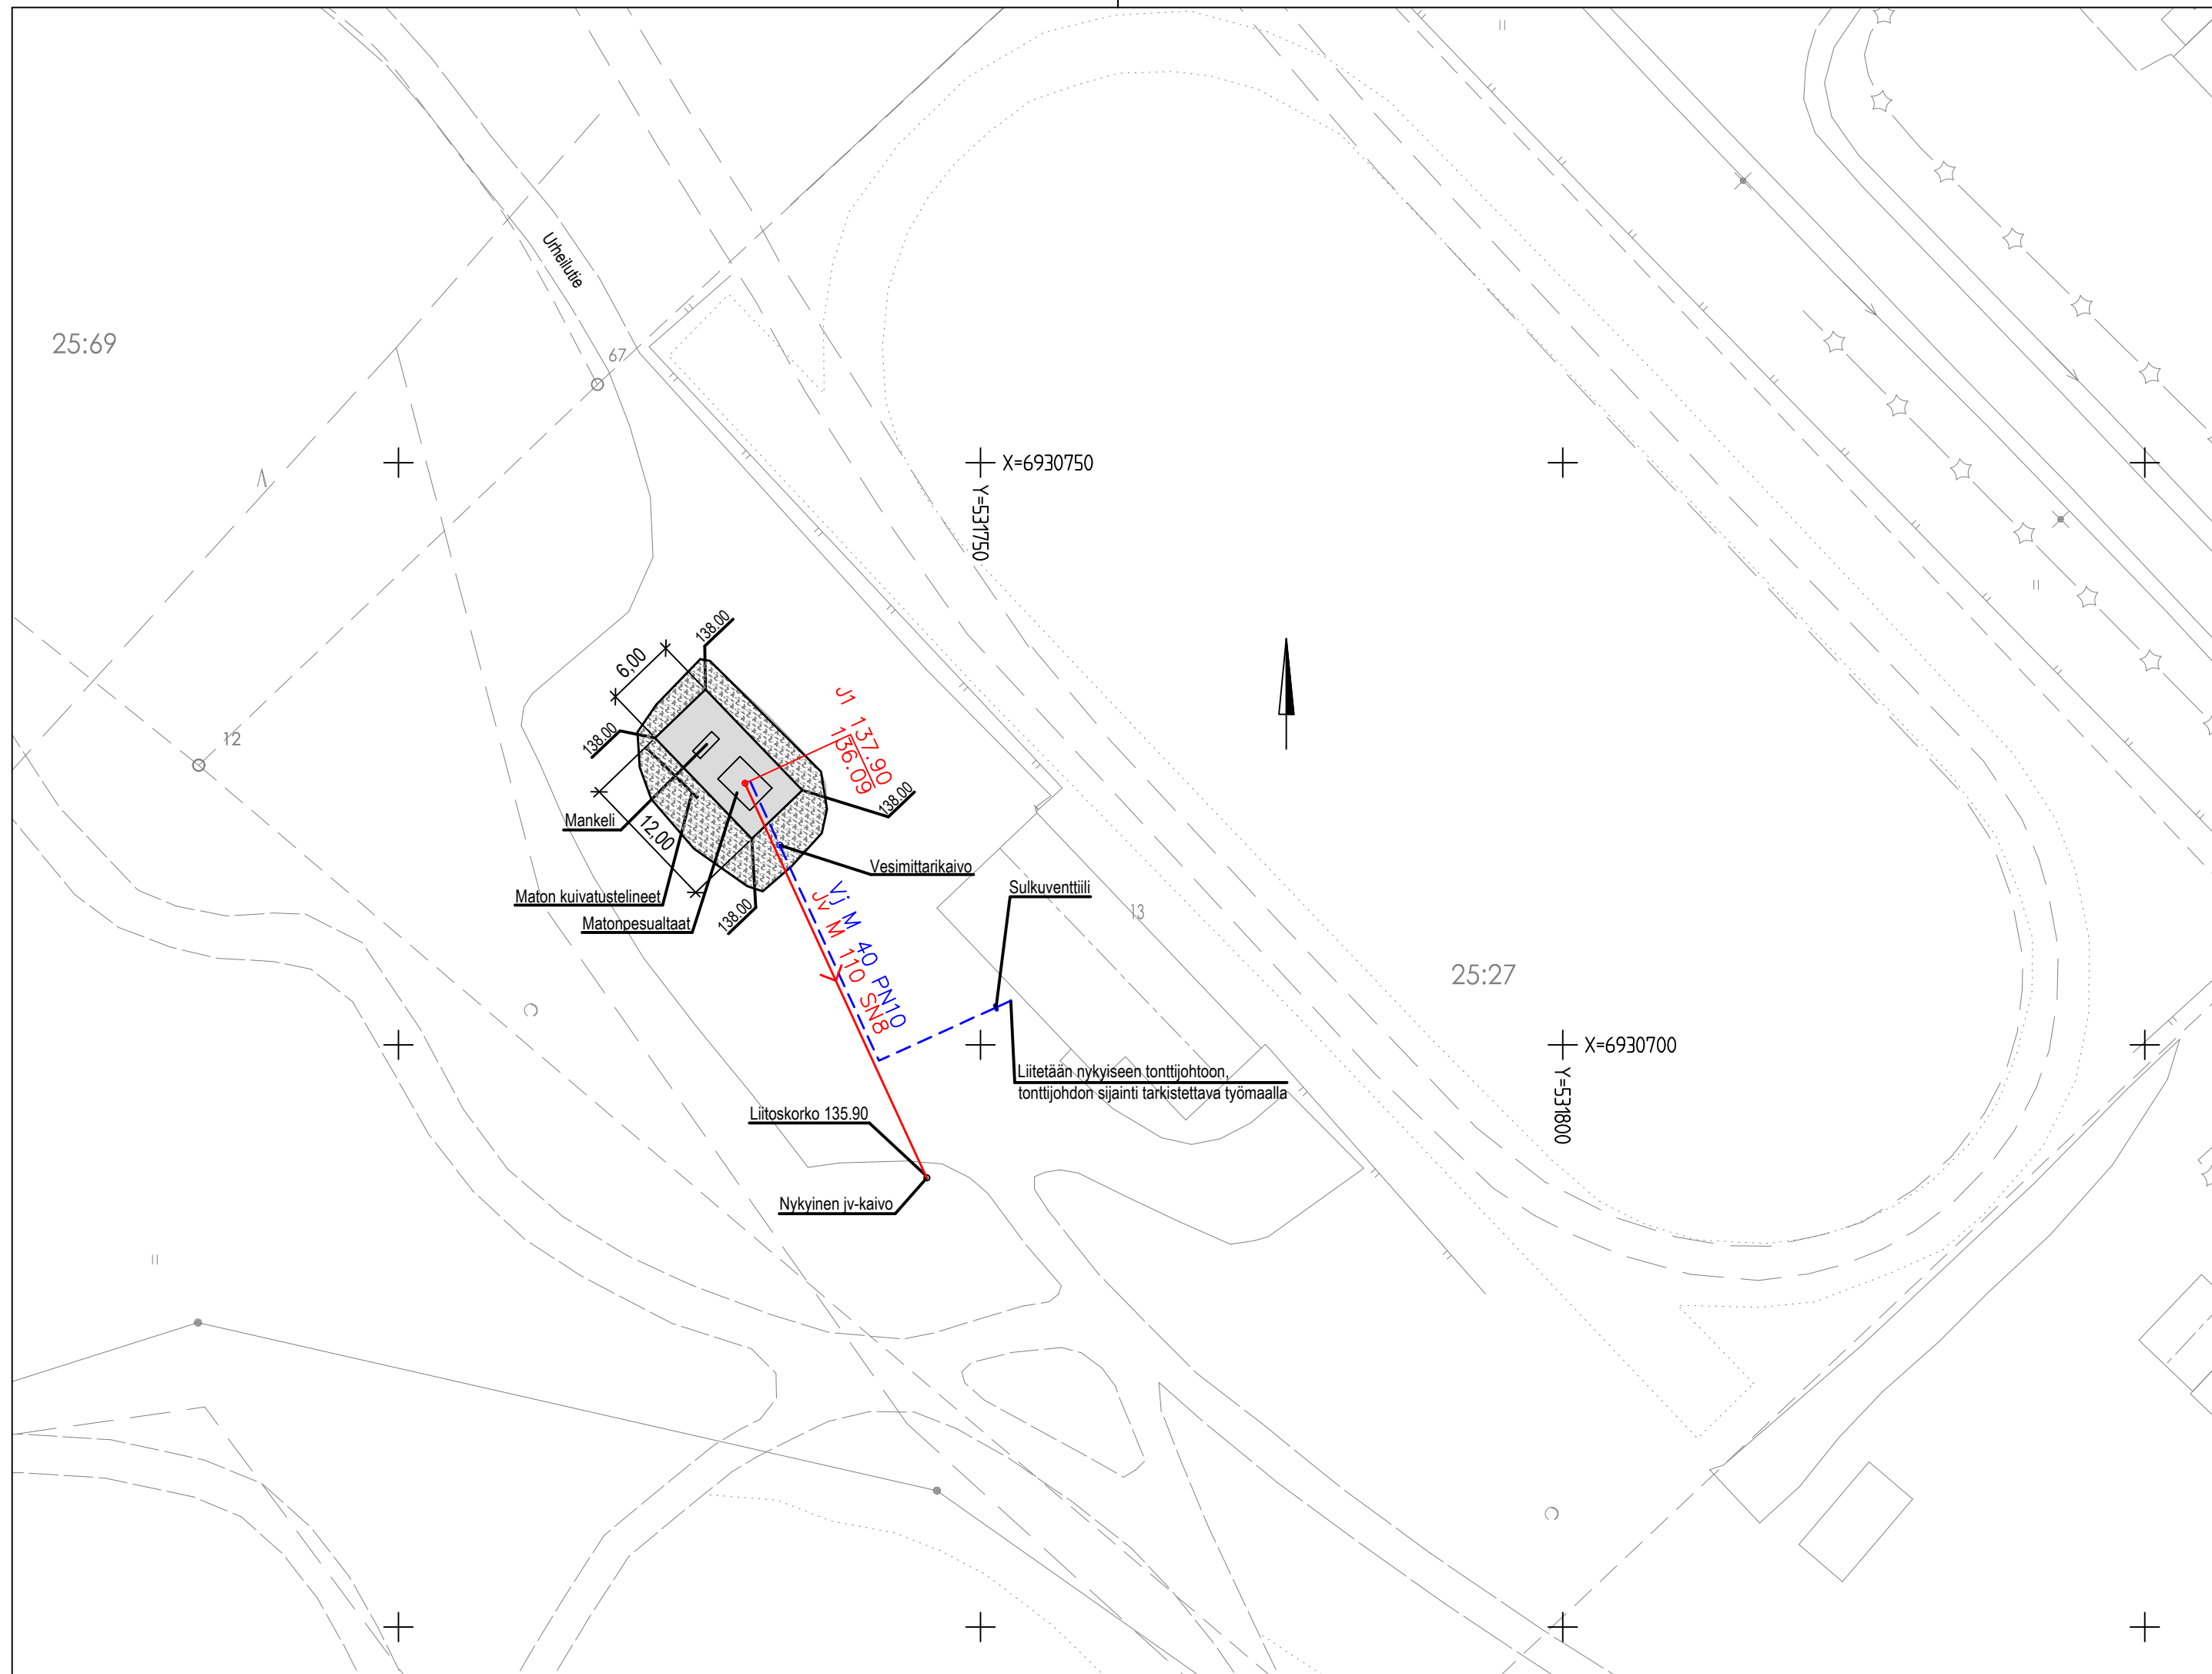 Urheilutie
25:69
67
X=6930750
Y=531750
138.00
6,00
J1 137.90
136.09
138.00
12
138.00
Mankeli
12,00
Vesimittarikaivo
Maton kuivatustelineet
Matonpesualtaat
138.00
Vj M 40 PN10
Jv M 110 SN8
Sulkuventtiili
13
25:27
X=6930700
Y=531800
Liitetään nykyiseen tonttijohtoon,
tonttijohdon sijainti tarkistettava työmaalla
Liitoskorko 135.90
Nykyinen jv-kaivo